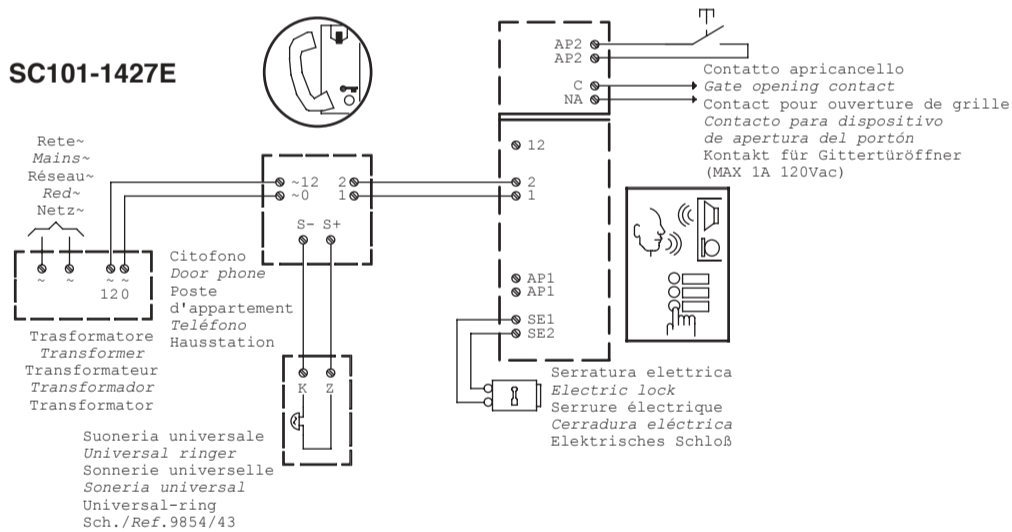 SC101-1427E
AP2
AP2
C
NA
Contatto apricancello
Gate opening contact
Contact pour ouverture de grille
Contacto para dispositivo
de apertura del portón
Kontakt für Gittertüröffner
(MAX 1A 120Vac)
Rete~
Mains~
Réseau~
Red~
Netz~
~12 2
~0 1
S- S+
12
2
1
AP1
AP1
SE1
SE2
~ ~ ~ ~
120
Citofono
Door phone
Poste
d'appartement
Teléfono
Hausstation
Trasformatore
Transformer
Transformateur
Transformador
Transformator
K Z
Serratura elettrica
Electric lock
Serrure électrique
Cerradura eléctrica
Elektrisches Schloß
Suoneria universale
Universal ringer
Sonnerie universelle
Soneria universal
Universal-ring
Sch./Ref.9854/43